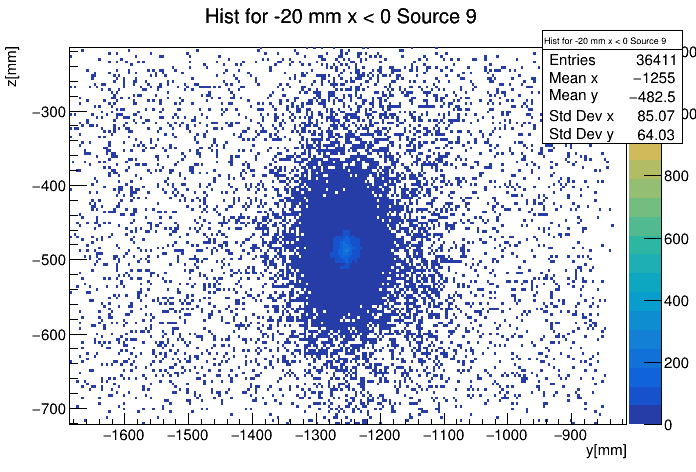 Hist for -20 mm x < 0 Source 9
Hist for -20 mm x < 0 Source 9
Entries 36411
Mean x −1255
Mean y −482.5
Std Dev x 85.07
Std Dev y 64.03
z[mm]
−300
−400
−500
−600
−700
−1600 −1500 −1400 −1300 −1200 −1100 −1000 −900
y[mm]
800
600
400
200
0